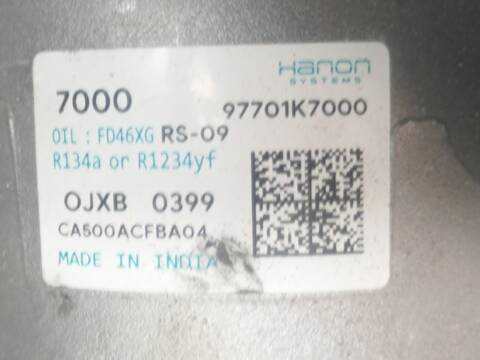 Hanon
SYSTEMS
7000
97701K7000
OIL : FD46XG RS-09
R134a or R1234yf
OJXB 0399
CA500ACFBA04
MADE IN INDIA